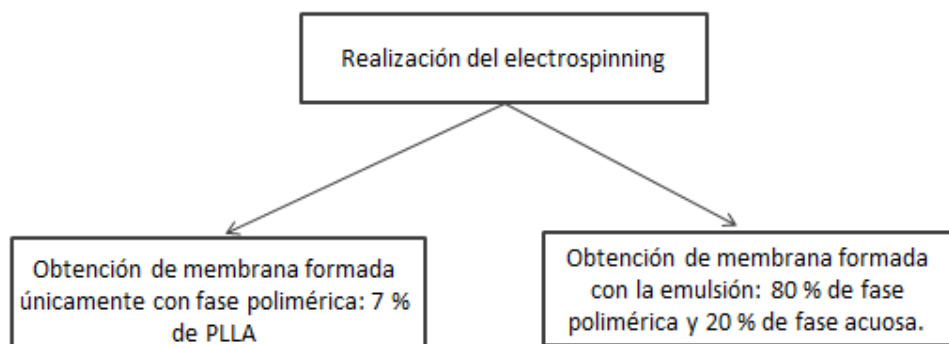 Realización del electrospinning
Obtención de membrana formada
únicamente con fase polimérica: 7 %
de PLLA
Obtención de membrana formada
con la emulsión: 80 % de fase
polimérica y 20 % de fase acuosa.